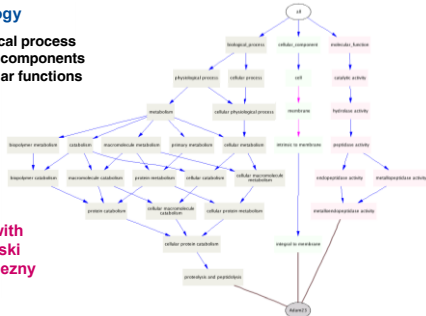 ogy
cal process
components
ar functions
all
biological_process
cellular_component
molecular_function
physiological process
cellular process
cell
catalytic activity
metabolism
cellular physiological process
membrane
hydrolase activity
biopolymer metabolism
catabolism
macromolecule metabolism
primary metabolism
cellular metabolism
intrinsic to membrane
peptidase activity
biopolymer catabolism
macromolecule catabolism
protein metabolism
cellular catabolism
cellular macromolecule
metabolism
endopeptidase activity
metallopeptidase activity
protein catabolism
cellular macromolecule
catabolism
cellular protein metabolism
metalloendopeptidase activity
with
ski
ezny
cellular protein catabolism
integral to membrane
proteolysis and peptidolysis
Adam23